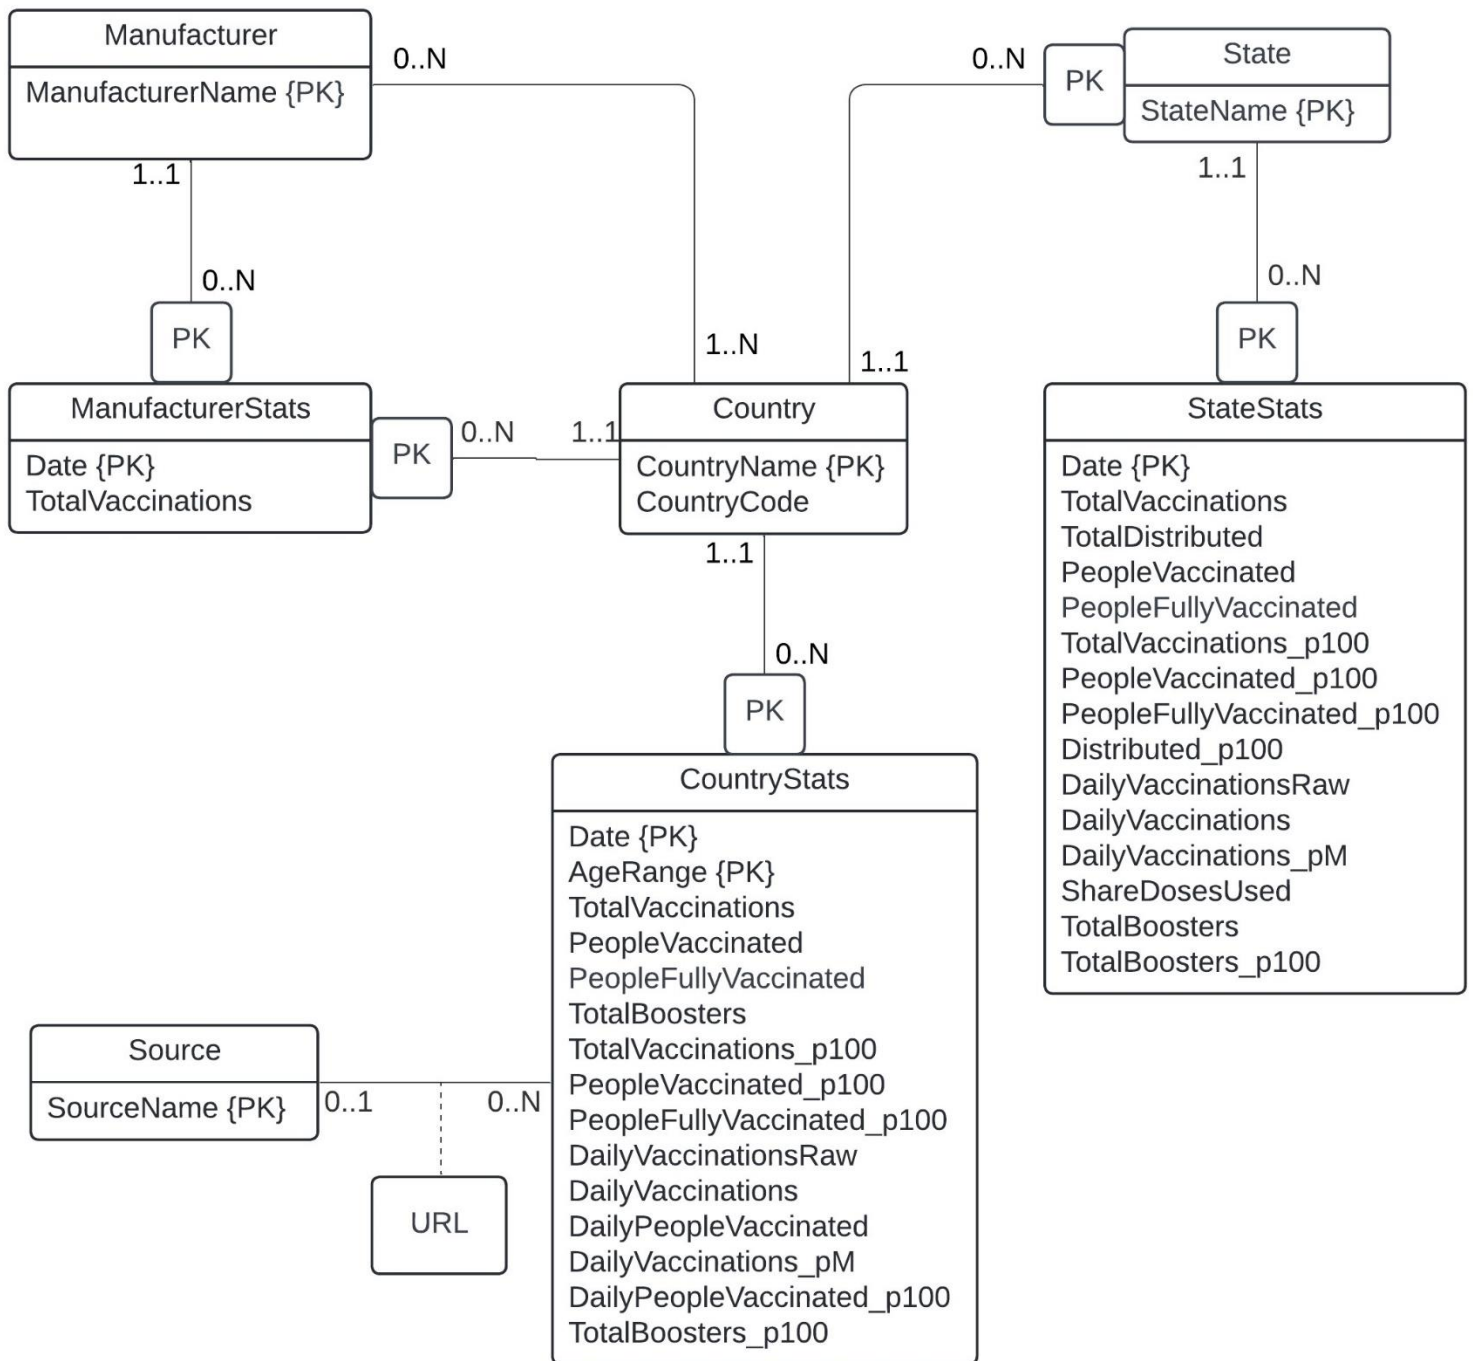 Manufacturer
ManufacturerName {PK}
0..N
0..N
PK
State
StateName {PK}
1..1
1..1
0..N
0..N
PK
PK
1..N
1..1
ManufacturerStats
Date {PK}
TotalVaccinations
PK
0..N
1..1
Country
CountryName {PK}
CountryCode
StateStats
Date {PK}
TotalVaccinations
TotalDistributed
PeopleVaccinated
PeopleFullyVaccinated
TotalVaccinations_p100
PeopleVaccinated_p100
PeopleFullyVaccinated_p100
Distributed_p100
DailyVaccinationsRaw
DailyVaccinations
DailyVaccinations_pM
ShareDosesUsed
TotalBoosters
TotalBoosters_p100
1..1
0..N
PK
CountryStats
Date {PK}
AgeRange {PK}
TotalVaccinations
PeopleVaccinated
PeopleFullyVaccinated
TotalBoosters
TotalVaccinations_p100
PeopleVaccinated_p100
PeopleFullyVaccinated_p100
DailyVaccinationsRaw
DailyVaccinations
DailyPeopleVaccinated
DailyVaccinations_pM
DailyPeopleVaccinated_p100
TotalBoosters_p100
Source
SourceName {PK}
0..1
0..N
URL